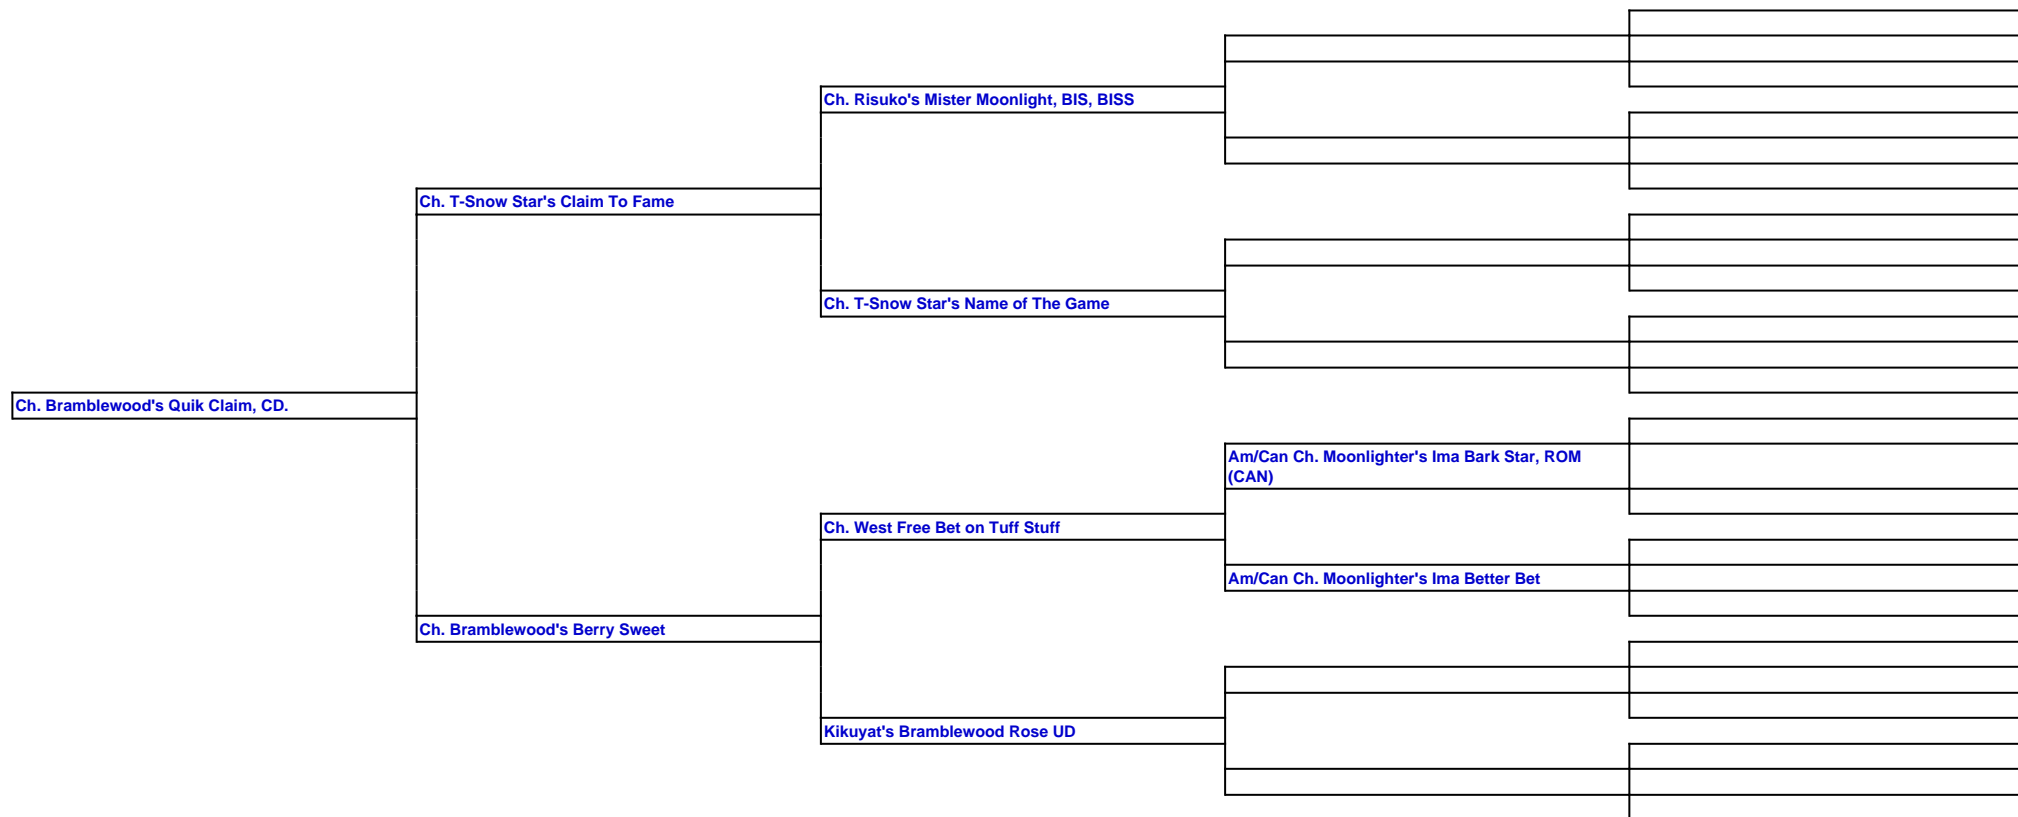 Ch. Risuko's Mister Moonlight, BIS, BISS
Ch. T-Snow Star's Claim To Fame
Ch. T-Snow Star's Name of The Game
Ch. Bramblewood's Quik Claim, CD.
Am/Can Ch. Moonlighter's Ima Bark Star, ROM
(CAN)
Ch. West Free Bet on Tuff Stuff
Am/Can Ch. Moonlighter's Ima Better Bet
Ch. Bramblewood's Berry Sweet
Kikuyat's Bramblewood Rose UD